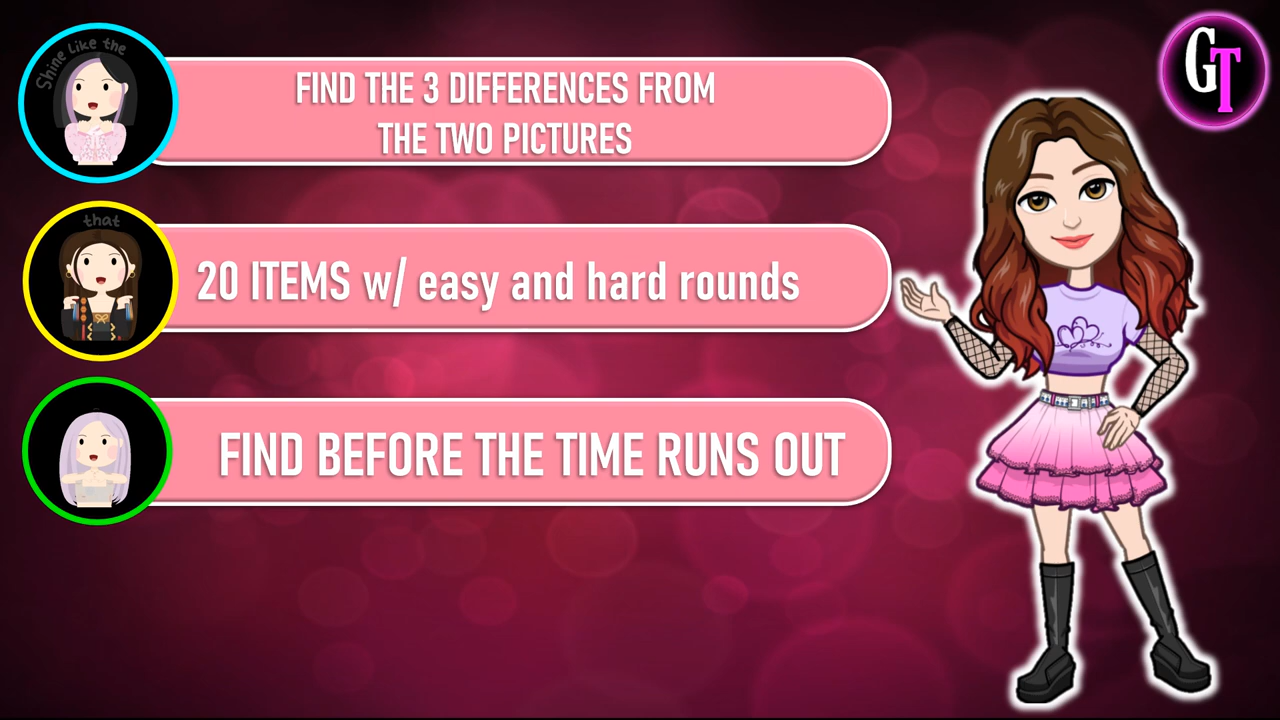 Shine Like the
FIND THE 3 DIFFERENCES FROM
THE TWO PICTURES
GT
that
20 ITEMS w/ easy and hard rounds
FIND BEFORE THE TIME RUNS OUT